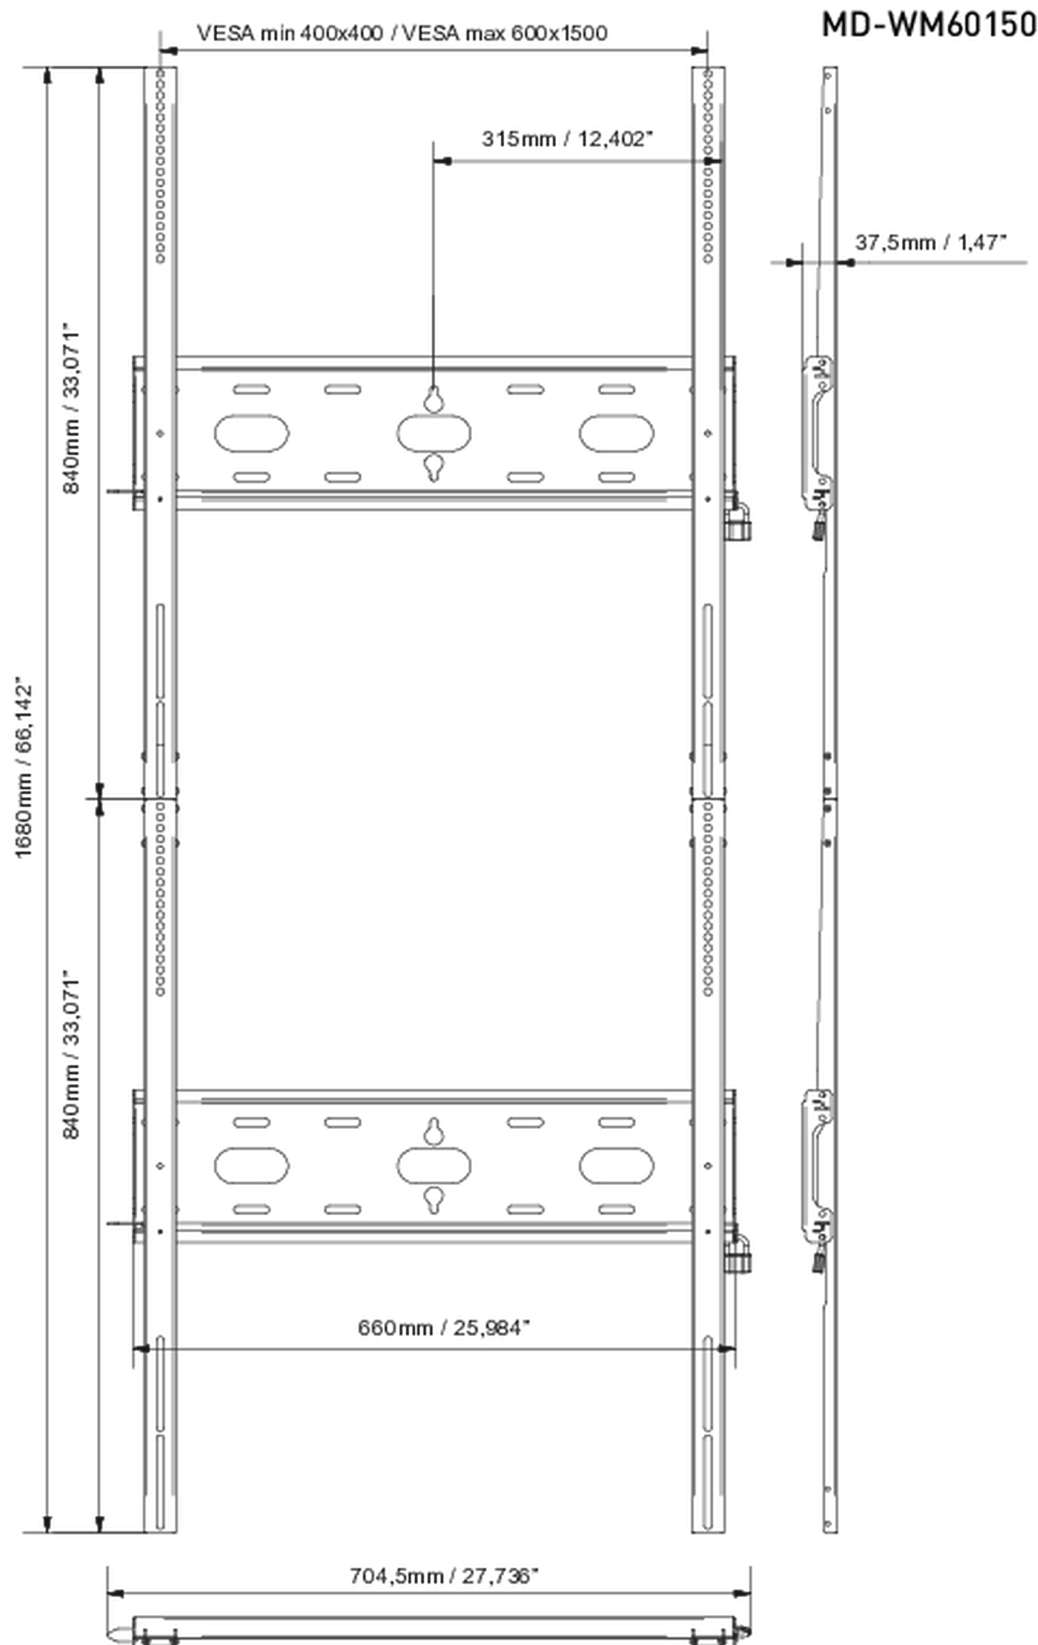 MD-WM60150
VESA min 400x400 / VESA max 600x1500
315mm / 12,402”
37,5mm / 1,47”
840mm / 33,071”
1680mm / 66,142”
840mm / 33,071”
660mm / 25,984”
704,5mm / 27,736”